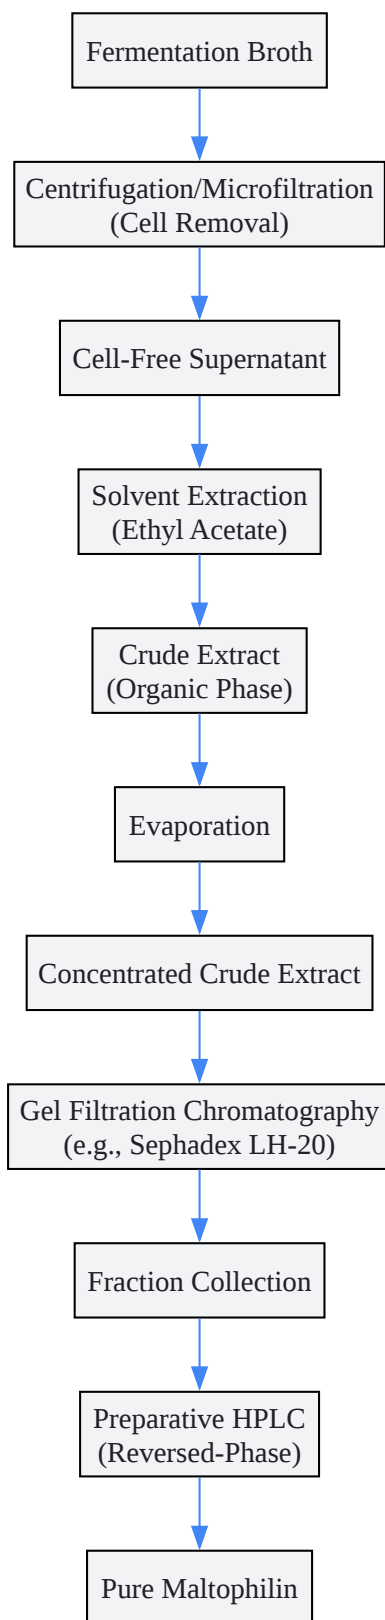 Fermentation Broth
Centrifugation/Microfiltration
(Cell Removal)
Cell-Free Supernatant
Solvent Extraction
(Ethyl Acetate)
Crude Extract
(Organic Phase)
Evaporation
Concentrated Crude Extract
Gel Filtration Chromatography
(e.g., Sephadex LH-20)
Fraction Collection
Preparative HPLC
(Reversed-Phase)
Pure Maltophilin